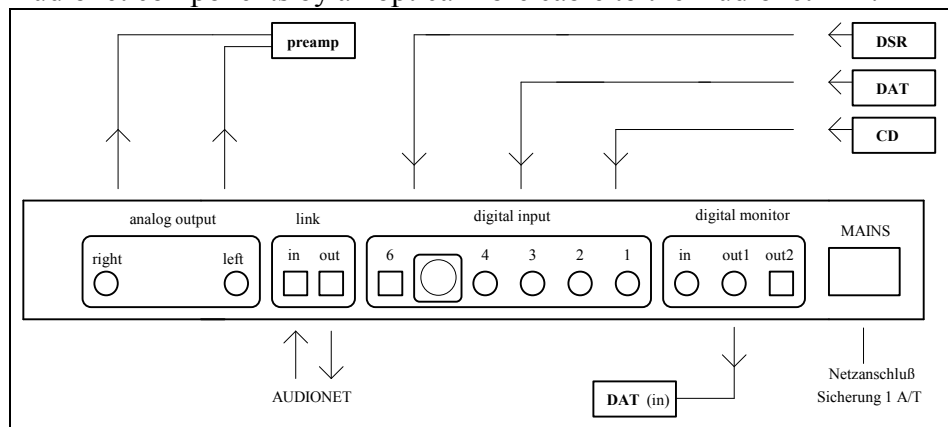 preamp
DSR
DAT
CD
analog output link digital input digital monitor MAINS
right left in out 6 4 3 2 1 in out1 out2
AUDIONET
DAT (in)
Netzanschluß
Sicherung 1 A/T